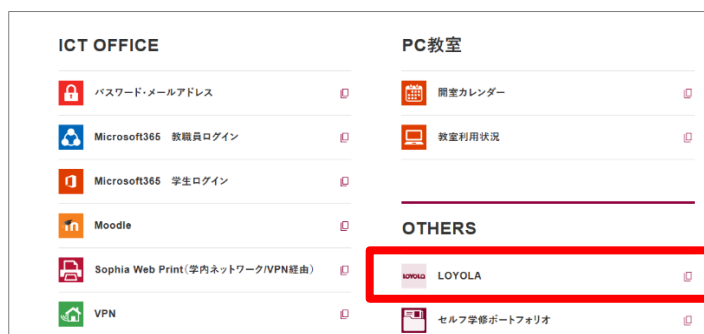 ICT OFFICE
パスワード・メールアドレス
Microsoft365　教職員ログイン
Microsoft365　学生ログイン
Moodle
Sophia Web Print（学内ネットワーク/VPN経由）
VPN
PC教室
開室カレンダー
教室利用状況
OTHERS
LOYOLA
LOYOLA
セルフ学修ポートフォリオ